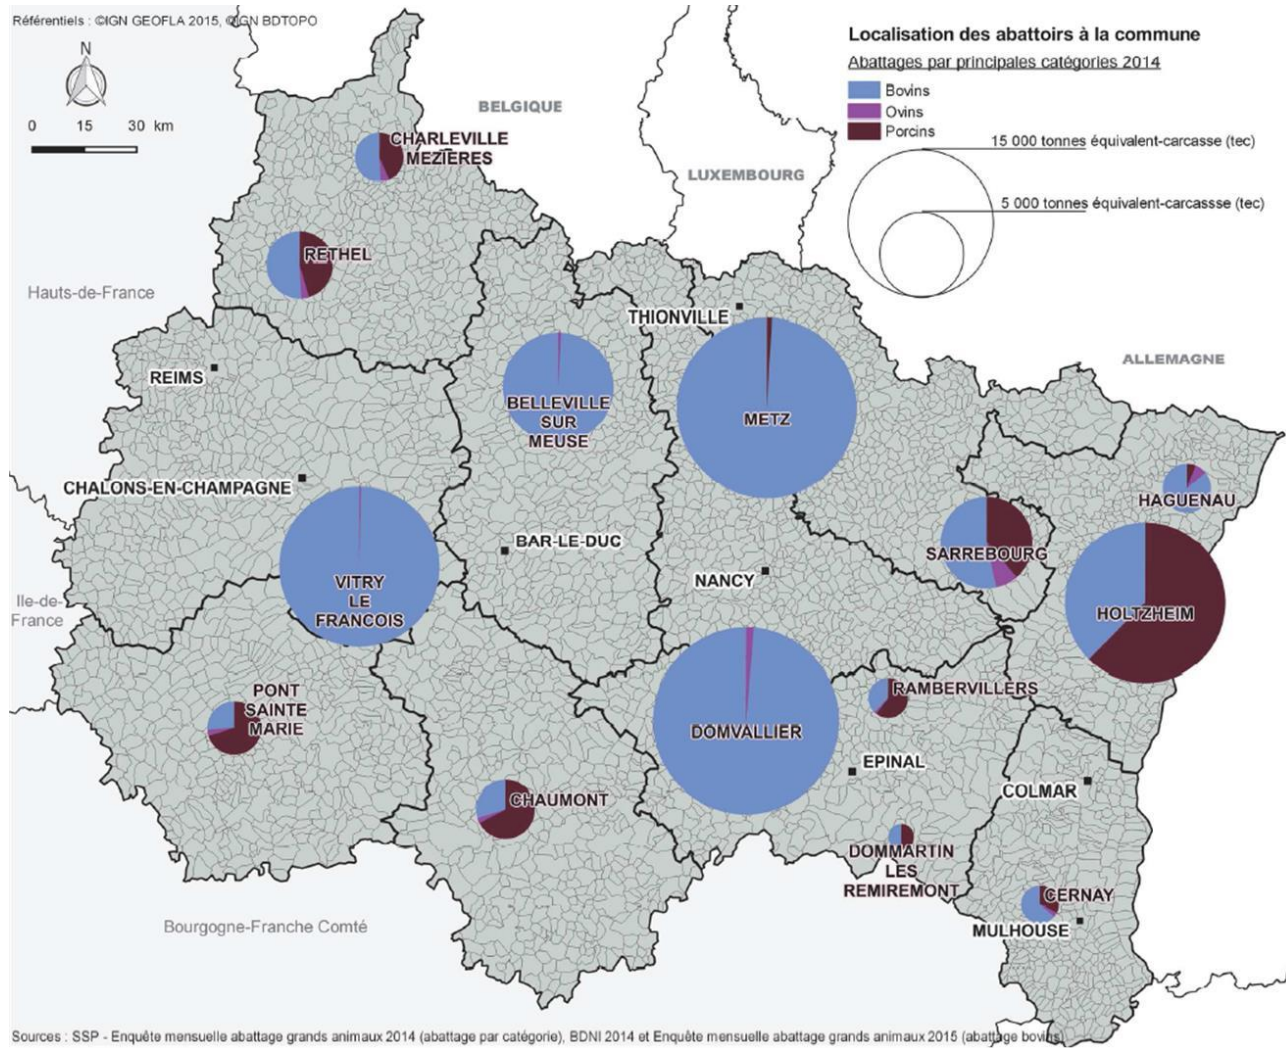 Référentiels : ©IGN GEOFLA 2015, ©IGN BDTOPO
N
0 15 30 km
Localisation des abattoirs à la commune
Abattages par principales catégories 2014
Bovins
Ovins
Porcins
15 000 tonnes équivalent-carcasse (tec)
5 000 tonnes équivalent-carcassse (tec)
BELGIQUE
LUXEMBOURG
ALLEMAGNE
Hauts-de-France
Ile-de-
France
Bourgogne-Franche Comté
CHARLEVILLE
MEZIERES
RETHEL
THIONVILLE
REIMS
BELLEVILLE
SUR
MEUSE
METZ
CHALONS-EN-CHAMPAGNE
HAGUENAU
BAR-LE-DUC
SARREBOURG
NANCY
VITRY
LE
FRANCOIS
HOLTZHEIM
PONT
SAINTE
MARIE
RAMBERVILLERS
DOMVALLIER
EPINAL
COLMAR
CHAUMONT
DOMMARTIN
LES
REMIREMONT
CERNAY
MULHOUSE
Sources : SSP - Enquête mensuelle abattage grands animaux 2014 (abattage par catégorie), BDNI 2014 et Enquête mensuelle abattage grands animaux 2015 (abattage bovins)